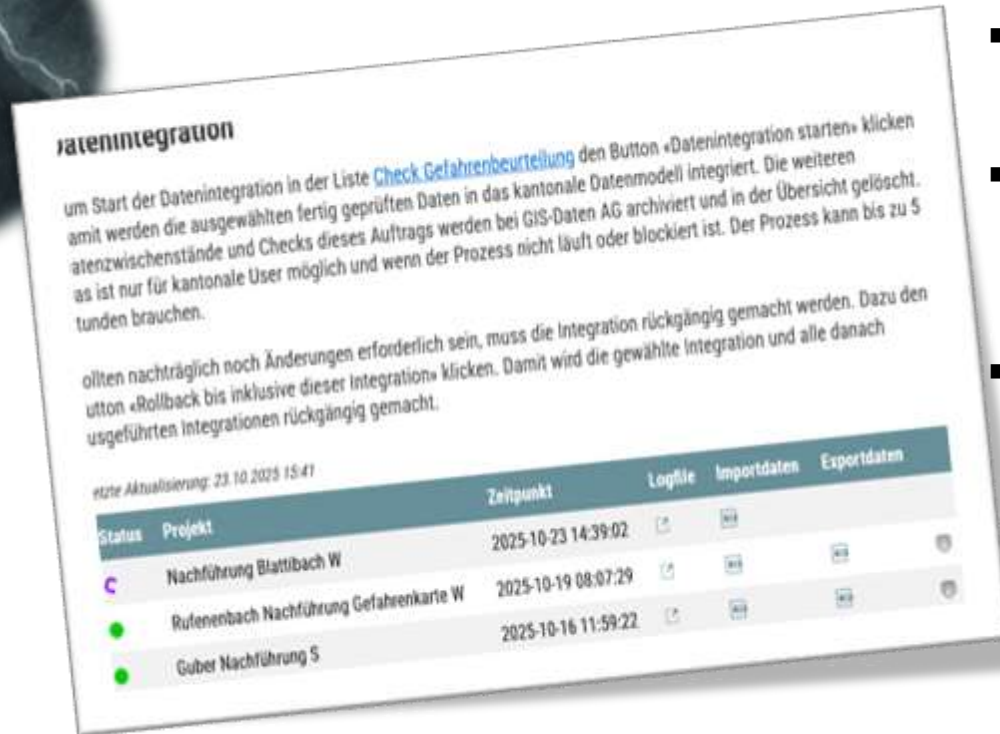 Datenintegration
um Start der Datenintegration in der Liste Check Gefahrenbeurteilung den Button «Datenintegration starten» klicken
amit werden die ausgewählten fertig geprüften Daten in das kantonale Datenmodell integriert. Die weiteren
atenzwischenstände und Checks dieses Auftrags werden bei GIS-Daten AG archiviert und in der Übersicht gelöscht.
as ist nur für kantonale User möglich und wenn der Prozess nicht läuft oder blockiert ist. Der Prozess kann bis zu 5
tunden brauchen.
ollten nachträglich noch Änderungen erforderlich sein, muss die Integration rückgängig gemacht werden. Dazu den
utton «Rollback bis inklusive dieser Integration» klicken. Damit wird die gewählte Integration und alle danach
usgeführten Integrationen rückgängig gemacht.
etzte Aktualisierung: 23.10.2025 15:41
Status Projekt Zeitpunkt Logfile Importdaten Exportdaten
Nachführung Blattibach W 2025-10-23 14:39:02
Rufenenbach Nachführung Gefahrenkarte W 2025-10-19 08:07:29
Guber Nachführung S 2025-10-16 11:59:22